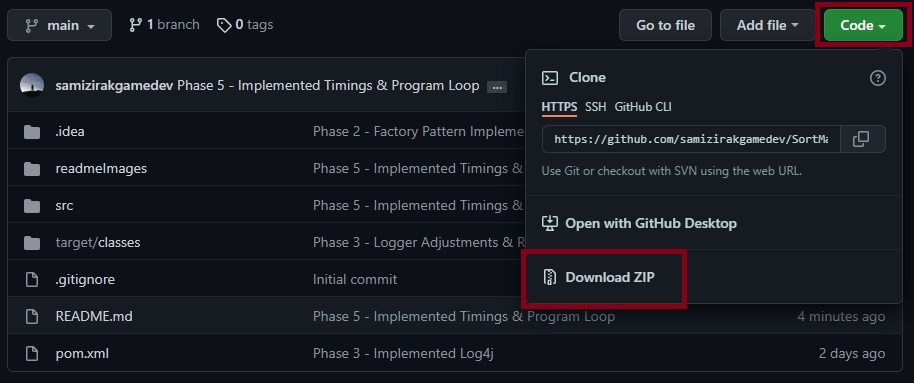 main
1 branch
0 tags
Go to file
Add file
Code
samizirakgamedev Phase 5 - Implemented Timings & Program Loop ...
Clone
HTTPS SSH GitHub CLI
https://github.com/samizirakgamedev/SortMa
Use Git or checkout with SVN using the web URL.
Open with GitHub Desktop
Download ZIP
.idea Phase 2 - Factory Pattern Impleme
readmeImages Phase 5 - Implemented Timings &
src Phase 5 - Implemented Timings &
target/classes Phase 3 - Logger Adjustments & R
.gitignore Initial commit
README.md Phase 5 - Implemented Timings & Program Loop 4 minutes ago
pom.xml Phase 3 - Implemented Log4j 2 days ago